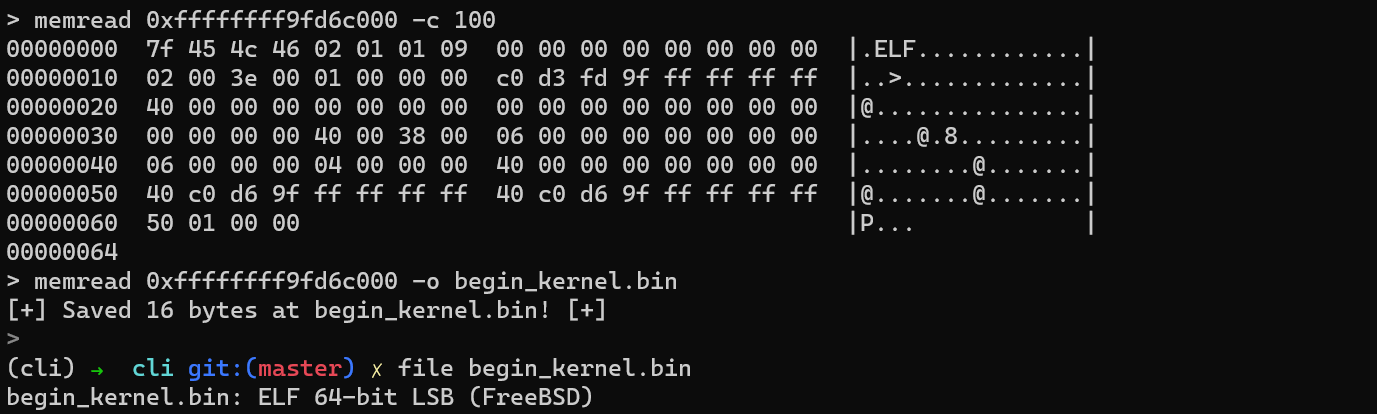 > memread 0xffffffff9fd6c000 -c 100
00000000  7f 45 4c 46 02 01 01 09  00 00 00 00 00 00 00 00  |.ELF............|
00000010  02 00 3e 00 01 00 00 00  c0 d3 fd 9f ff ff ff ff  |..>.............|
00000020  40 00 00 00 00 00 00 00  00 00 00 00 00 00 00 00  |@...............|
00000030  00 00 00 00 40 00 38 00  06 00 00 00 00 00 00 00  |....@.8.........|
00000040  06 00 00 00 04 00 00 00  40 00 00 00 00 00 00 00  |........@.......|
00000050  40 c0 d6 9f ff ff ff ff  40 c0 d6 9f ff ff ff ff  |@.......@.......|
00000060  50 01 00 00                                       |P...            |
00000064
> memread 0xffffffff9fd6c000 -o begin_kernel.bin
[+] Saved 16 bytes at begin_kernel.bin! [+]
>
(cli) → cli git:(master) ✗ file begin_kernel.bin
begin_kernel.bin: ELF 64-bit LSB (FreeBSD)